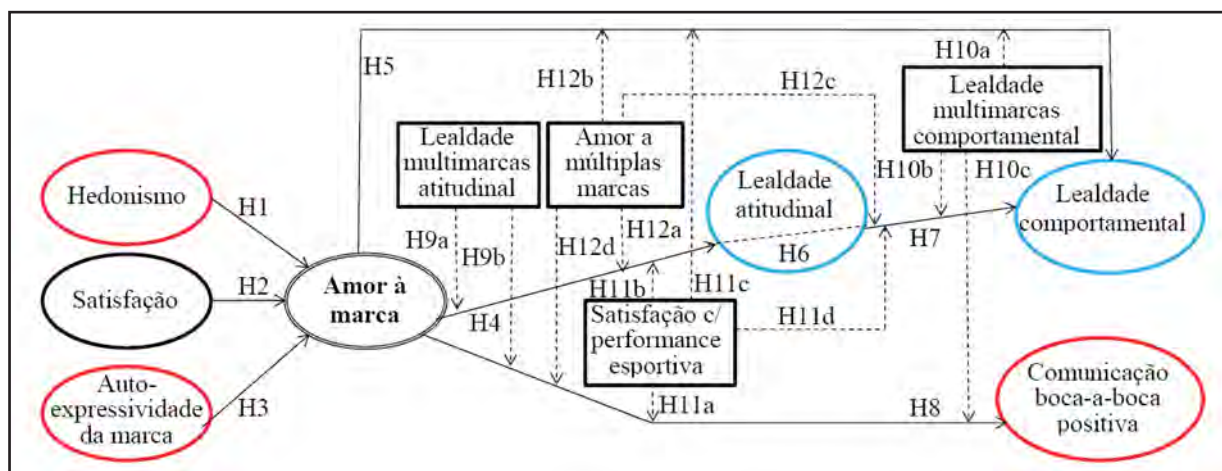 H5
H12b
H12c
H10a
Lealdade
multimarcas
comportamental
Lealdade
multimarcas
atitudinal
Amor a
múltiplas
marcas
Hedonismo
H1
Lealdade
atitudinal
H10b
H10c
Lealdade
comportamental
H9a
H9b
H12d
H12a
H6
H7
Satisfação
H2
Amor à
marca
H4
H11b
H11c
Satisfação c/
performance
esportiva
H11d
Auto-
expressividade
da marca
H3
H11a
H8
Comunicação
boca-a-boca
positiva